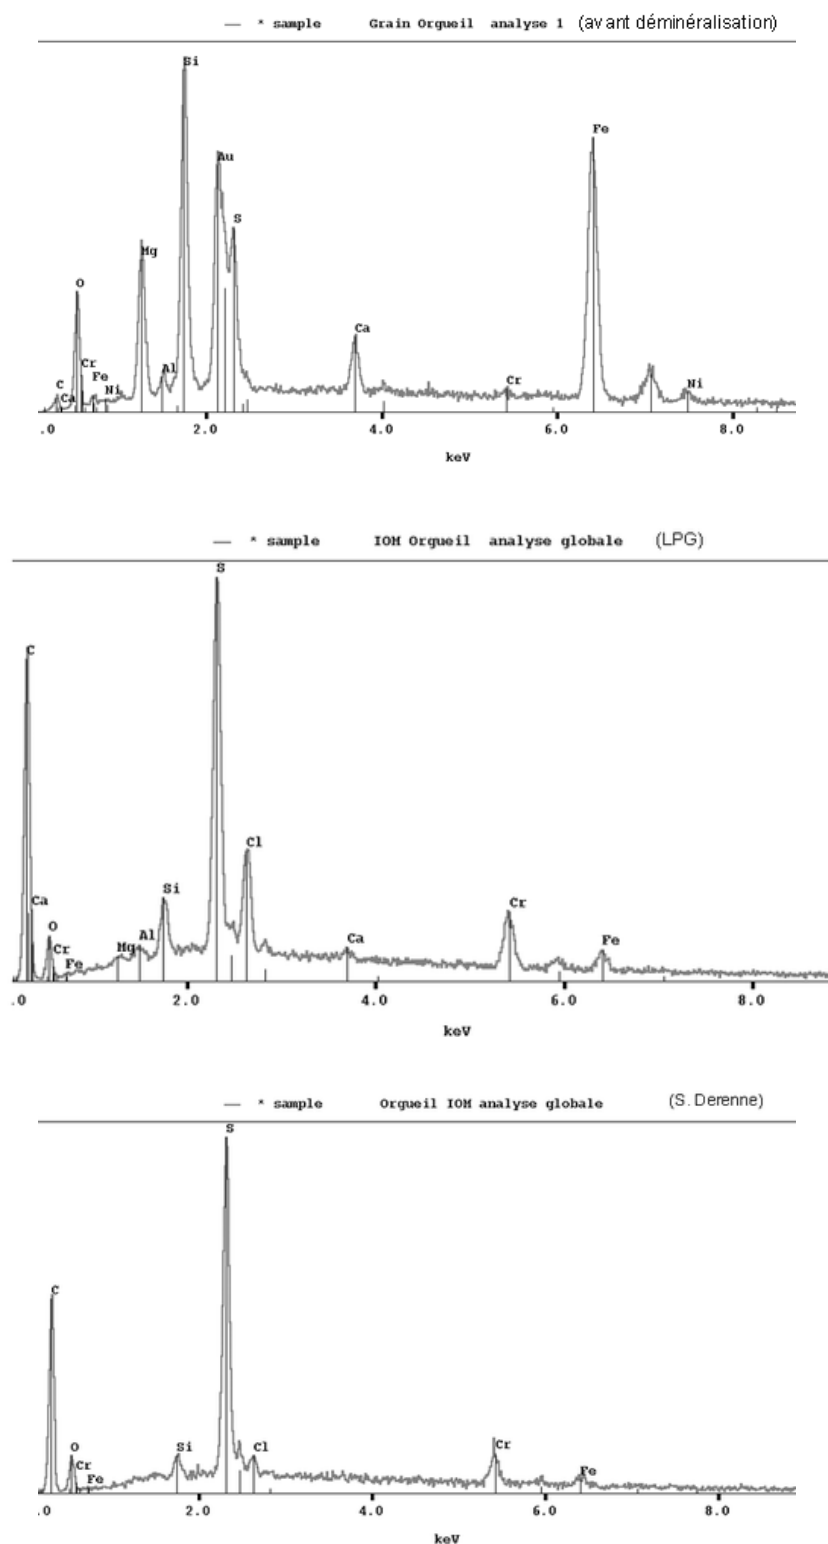 — * sample Grain Orgueil analyse 1 (avant déminéralisation)
Si
Fe
Au
S
Mg
O
Ca
Cr
Al
Fe
C
Ca
Ni
Cr
Ni
.0 2.0 4.0 6.0 8.0
keV
— * sample IOM Orgueil analyse globale (LPG)
S
C
Cl
Si
Ca
Cr
O
Al
Cr
Mg
Ca
Fe
Fe
.0 2.0 4.0 6.0 8.0
keV
— * sample Orgueil IOM analyse globale (S. Derenne)
S
C
O
Si
Cl
Cr
Cr
Fe
Fe
.0 2.0 4.0 6.0 8.0
keV